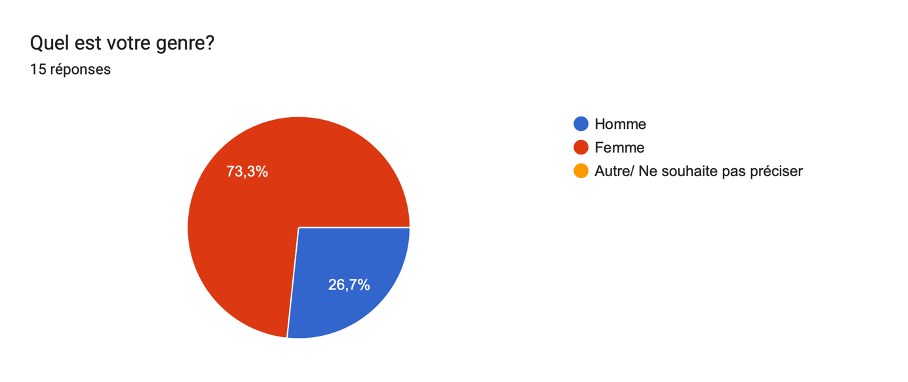 Quel est votre genre?
15 réponses
73,3%
26,7%
Homme
Femme
Autre/ Ne souhaite pas préciser